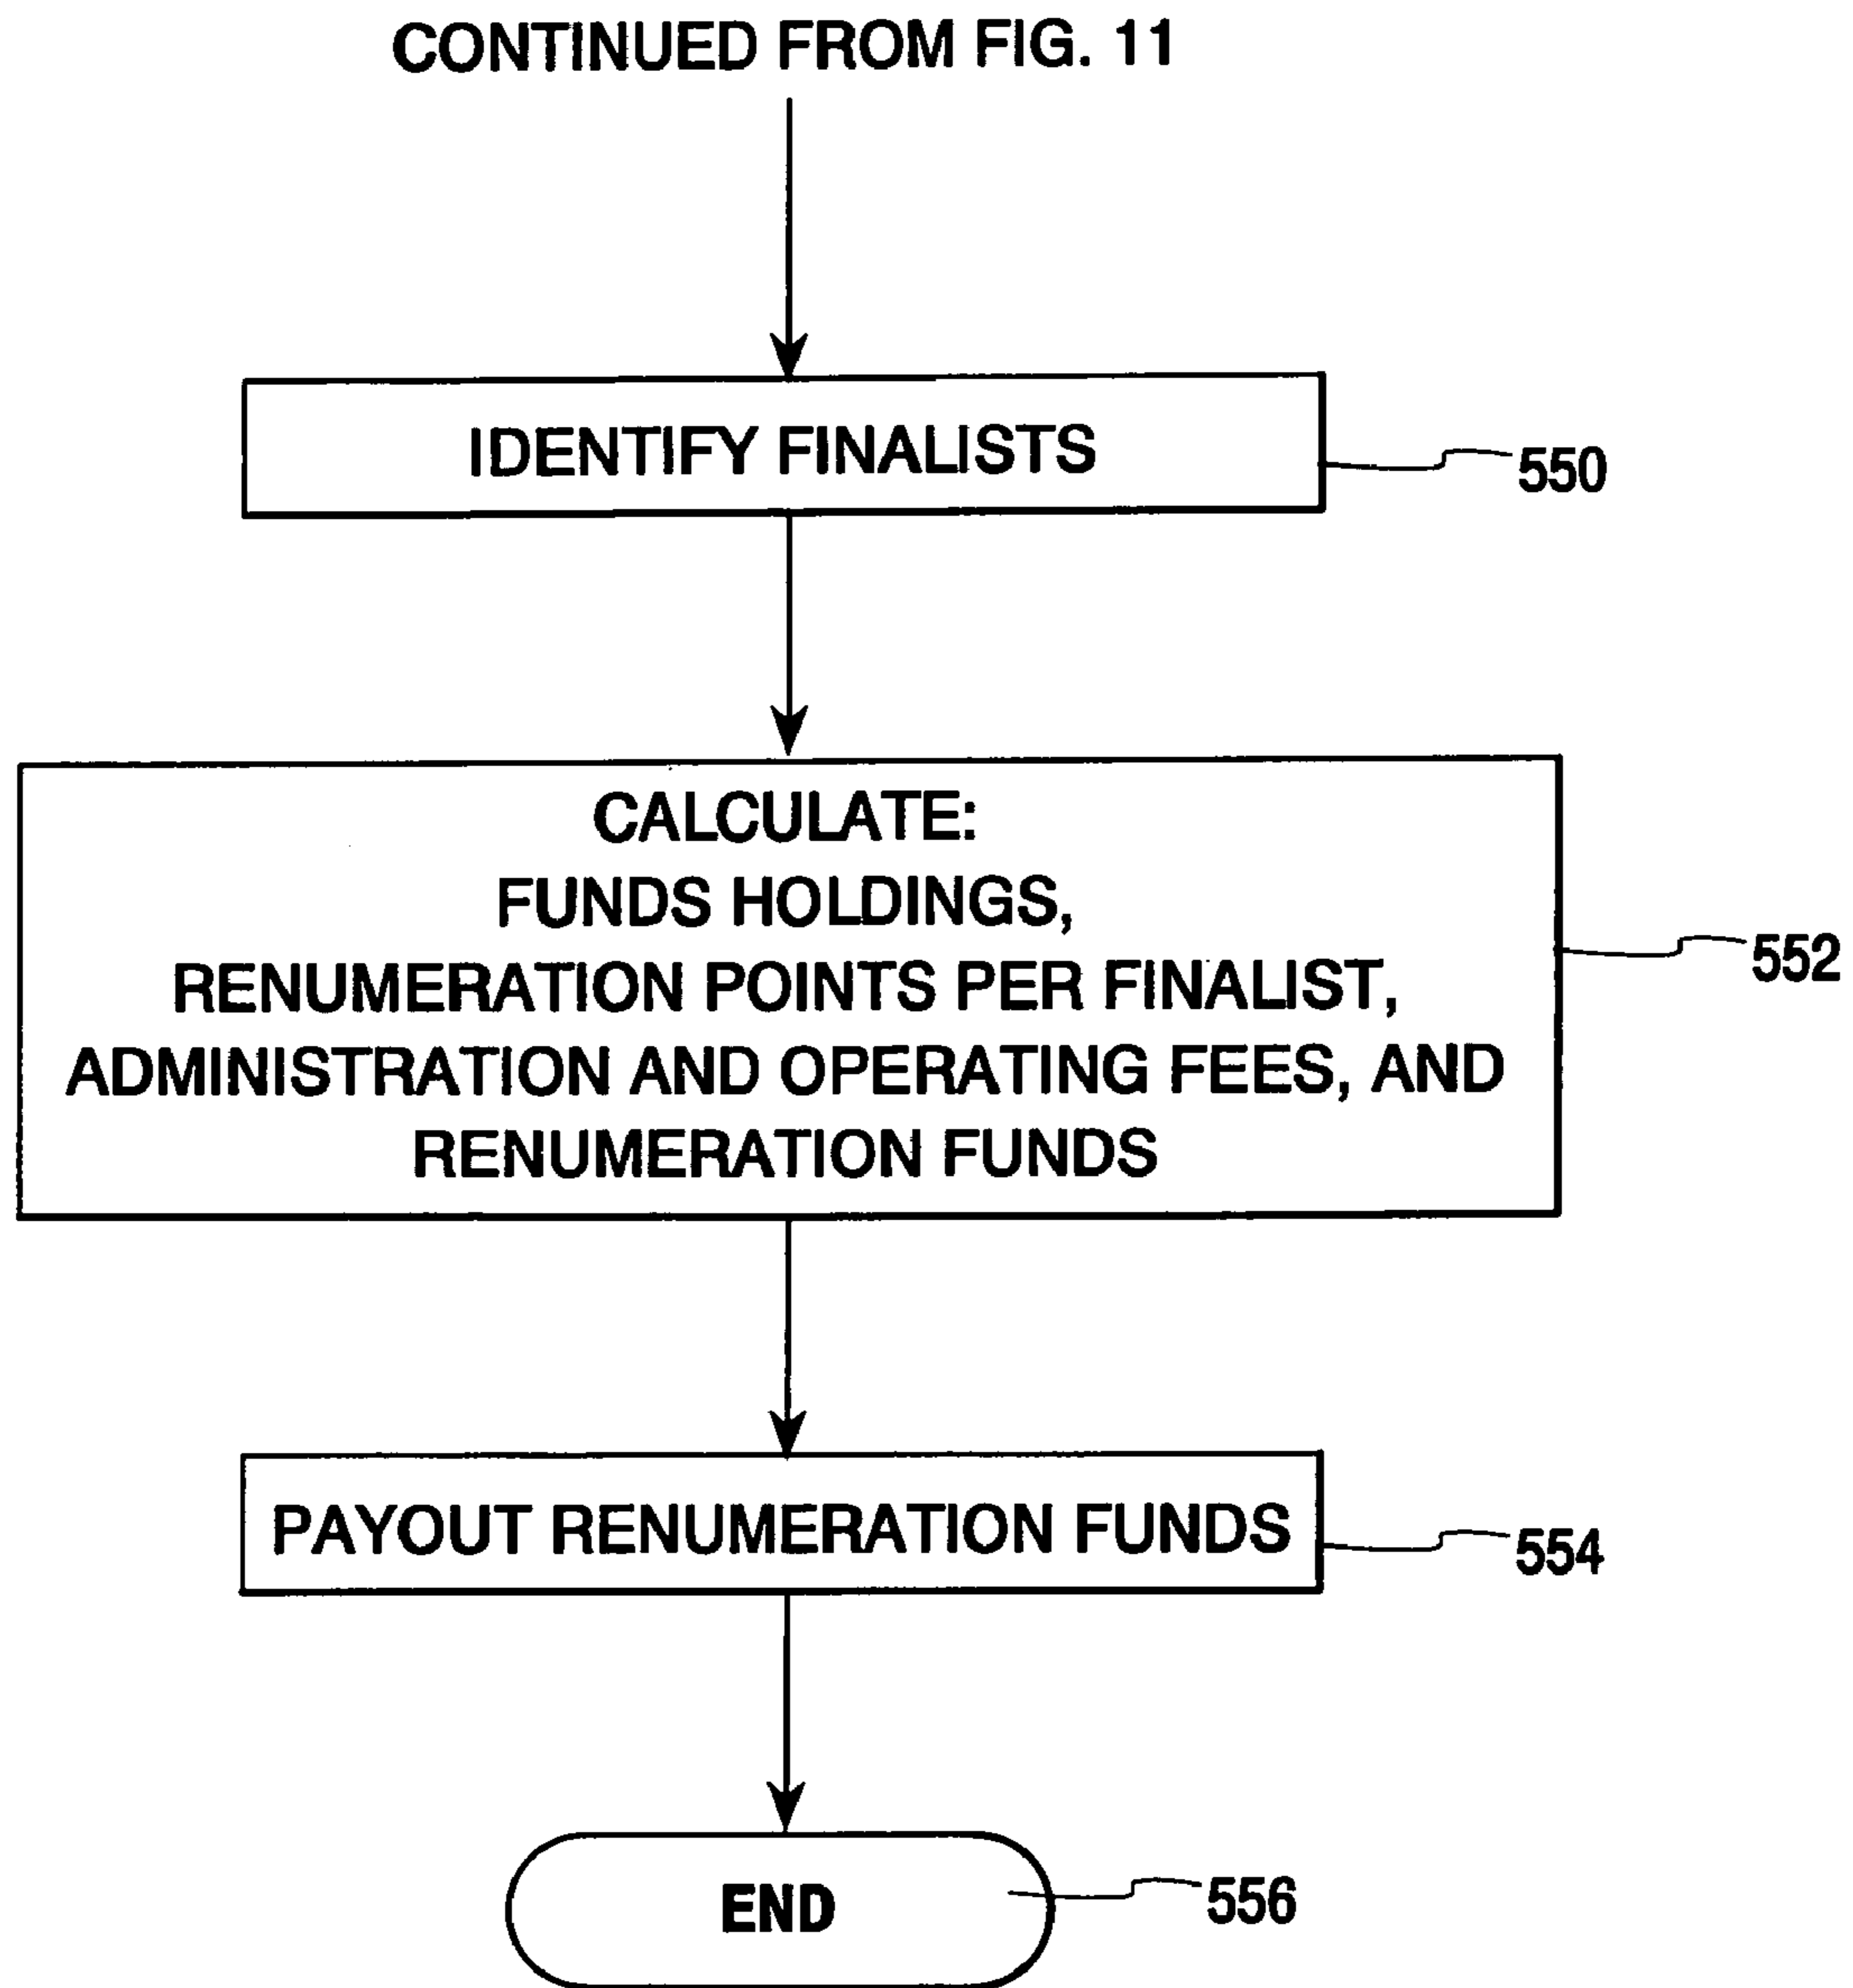 CONTINUED FROM FIG. 11
IDENTIFY FINALISTS
550
CALCULATE:
FUNDS HOLDINGS,
RENUMERATION POINTS PER FINALIST,
ADMINISTRATION AND OPERATING FEES, AND
RENUMERATION FUNDS
552
PAYOUT RENUMERATION FUNDS
554
END
556